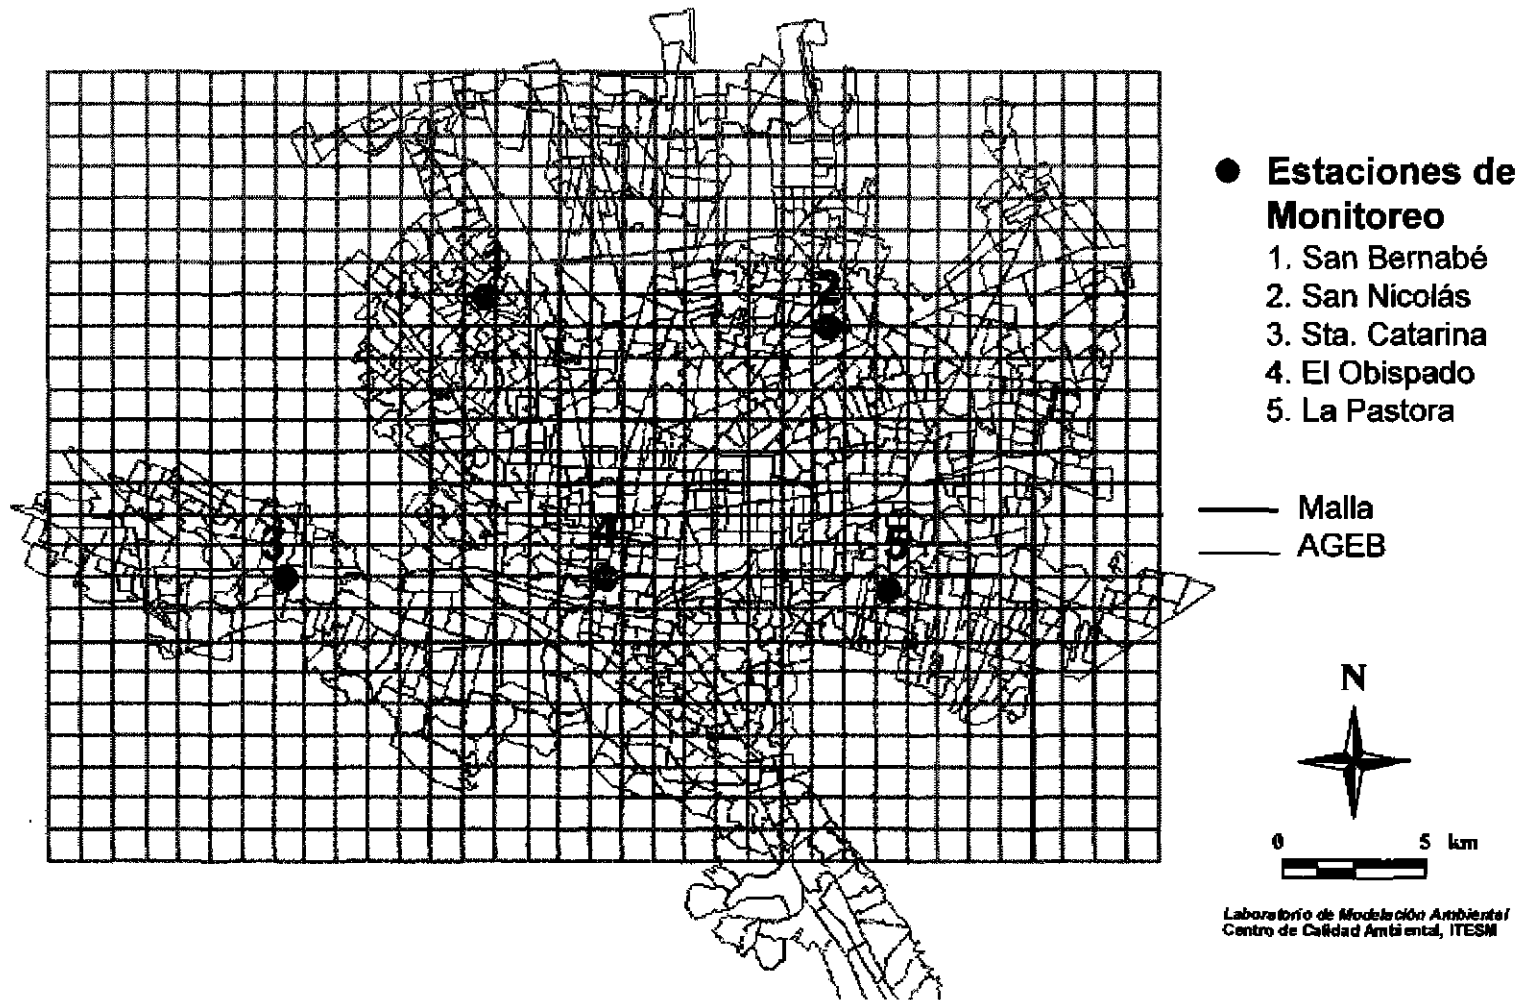 1
2
3
4
5
Estaciones de
Monitoreo
1. San Bernabé
2. San Nicolás
3. Sta. Catarina
4. El Obispado
5. La Pastora
Malla
AGEB
N
0 5 km
Laboratorio de Modelación Ambiental
Centro de Calidad Ambiental, ITESM